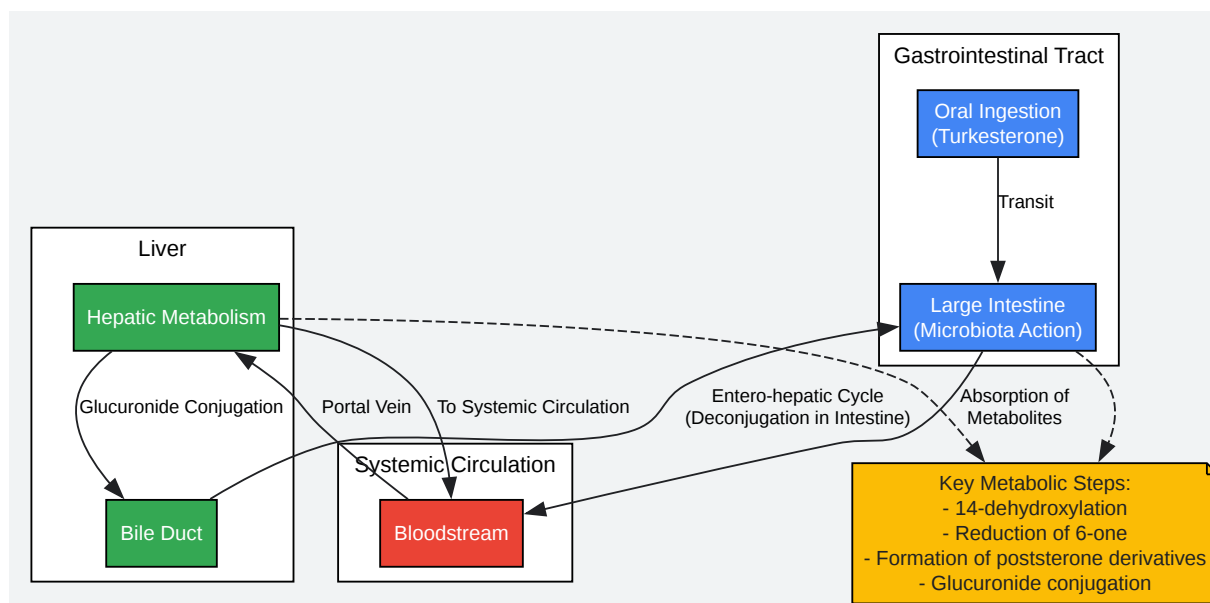 Gastrointestinal Tract
Oral Ingestion
(Turkesterone)
Transit
Liver
Hepatic Metabolism
Large Intestine
(Microbiota Action)
Glucuronide Conjugation
Portal Vein
To Systemic Circulation
Entero-hepatic Cycle
(Deconjugation in Intestine)
Absorption of
Metabolites
Systemic Circulation
Bile Duct
Bloodstream
Key Metabolic Steps:
- 14-dehydroxylation
- Reduction of 6-one
- Formation of poststerone derivatives
- Glucuronide conjugation